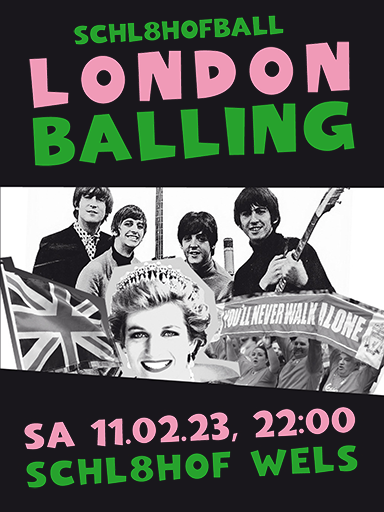 SCHL8HOFBALL
LONDON
BALLING
YOU'LL NEVER WALK ALONE
SA 11.02.23, 22:00
SCHL8HOF WELS